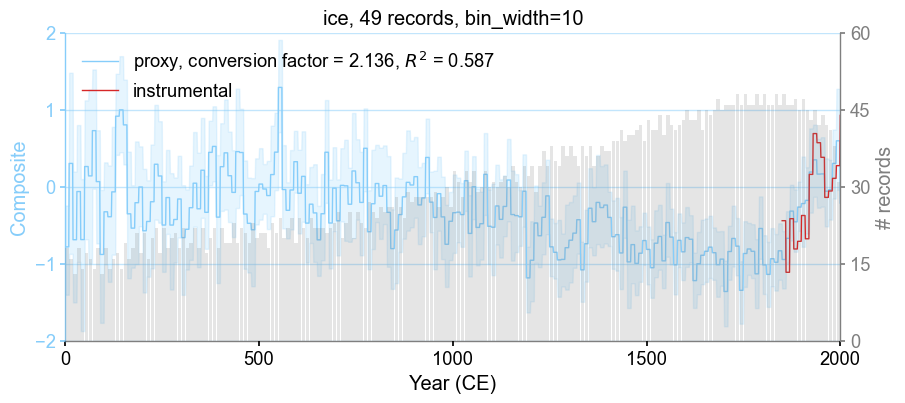 ice, 49 records, bin_width=10
proxy, conversion factor = 2.136, R² = 0.587
instrumental
Composite
2
1
0
−1
−2
60
45
30
15
0
# records
0 500 1000 1500 2000
Year (CE)